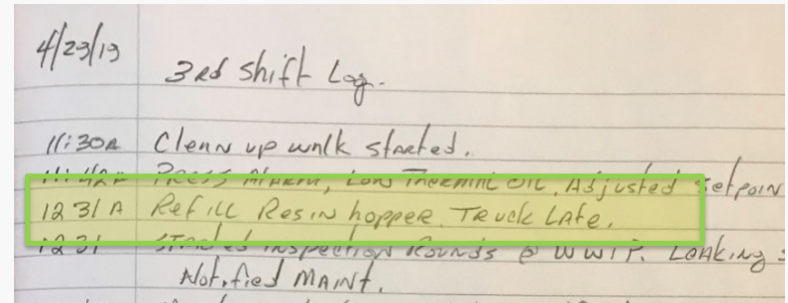 4/23/19
3rd Shift Log.
11:30A Clean up walk started.
Press Alarm, Low Thermal Oil. Adjusted setpoin
12 31 A Refill Resin hopper. Truck Late.
Started inspection Rounds @ WWTP. Leaking
Notified MAINT.